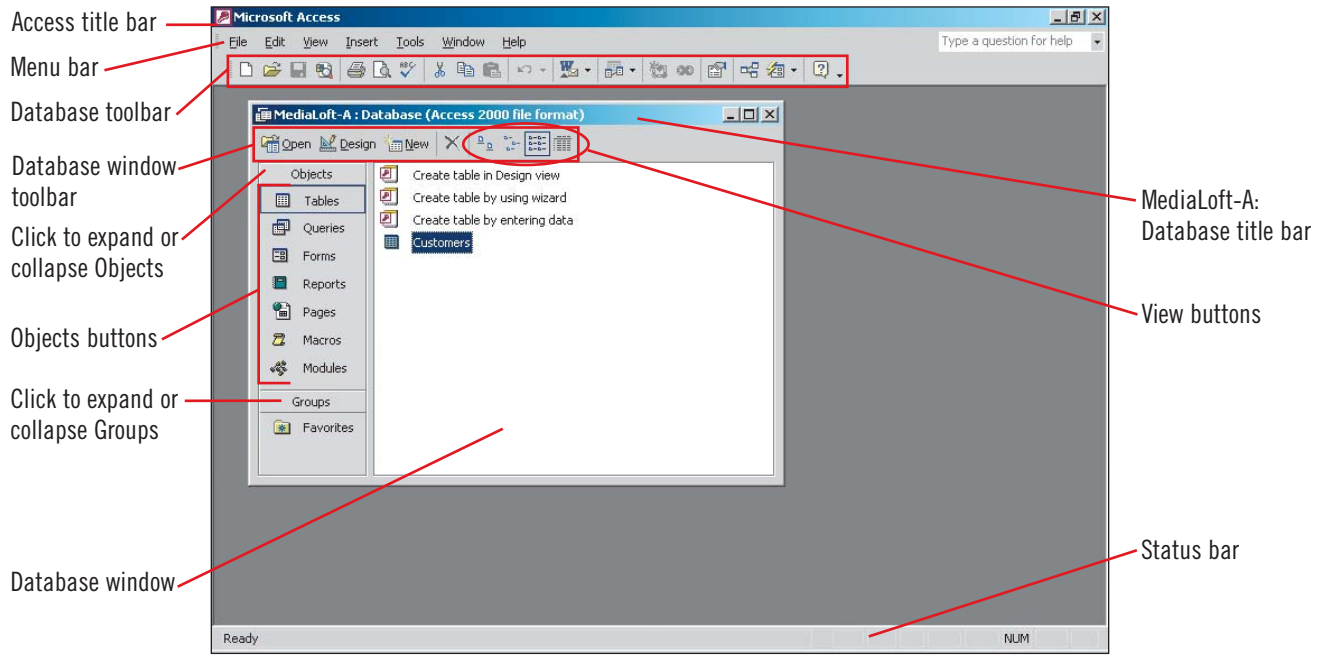 Access title bar
Menu bar
Database toolbar
Database window
toolbar
Click to expand or
collapse Objects
Objects buttons
Click to expand or
collapse Groups
Database window
Microsoft Access
File Edit View Insert Tools Window Help
Type a question for help
MediaLoft-A : Database (Access 2000 file format)
Open Design New
Objects
Tables
Queries
Forms
Reports
Pages
Macros
Modules
Groups
Favorites
Create table in Design view
Create table by using wizard
Create table by entering data
Customers
Ready
NUM
MediaLoft-A:
Database title bar
View buttons
Status bar